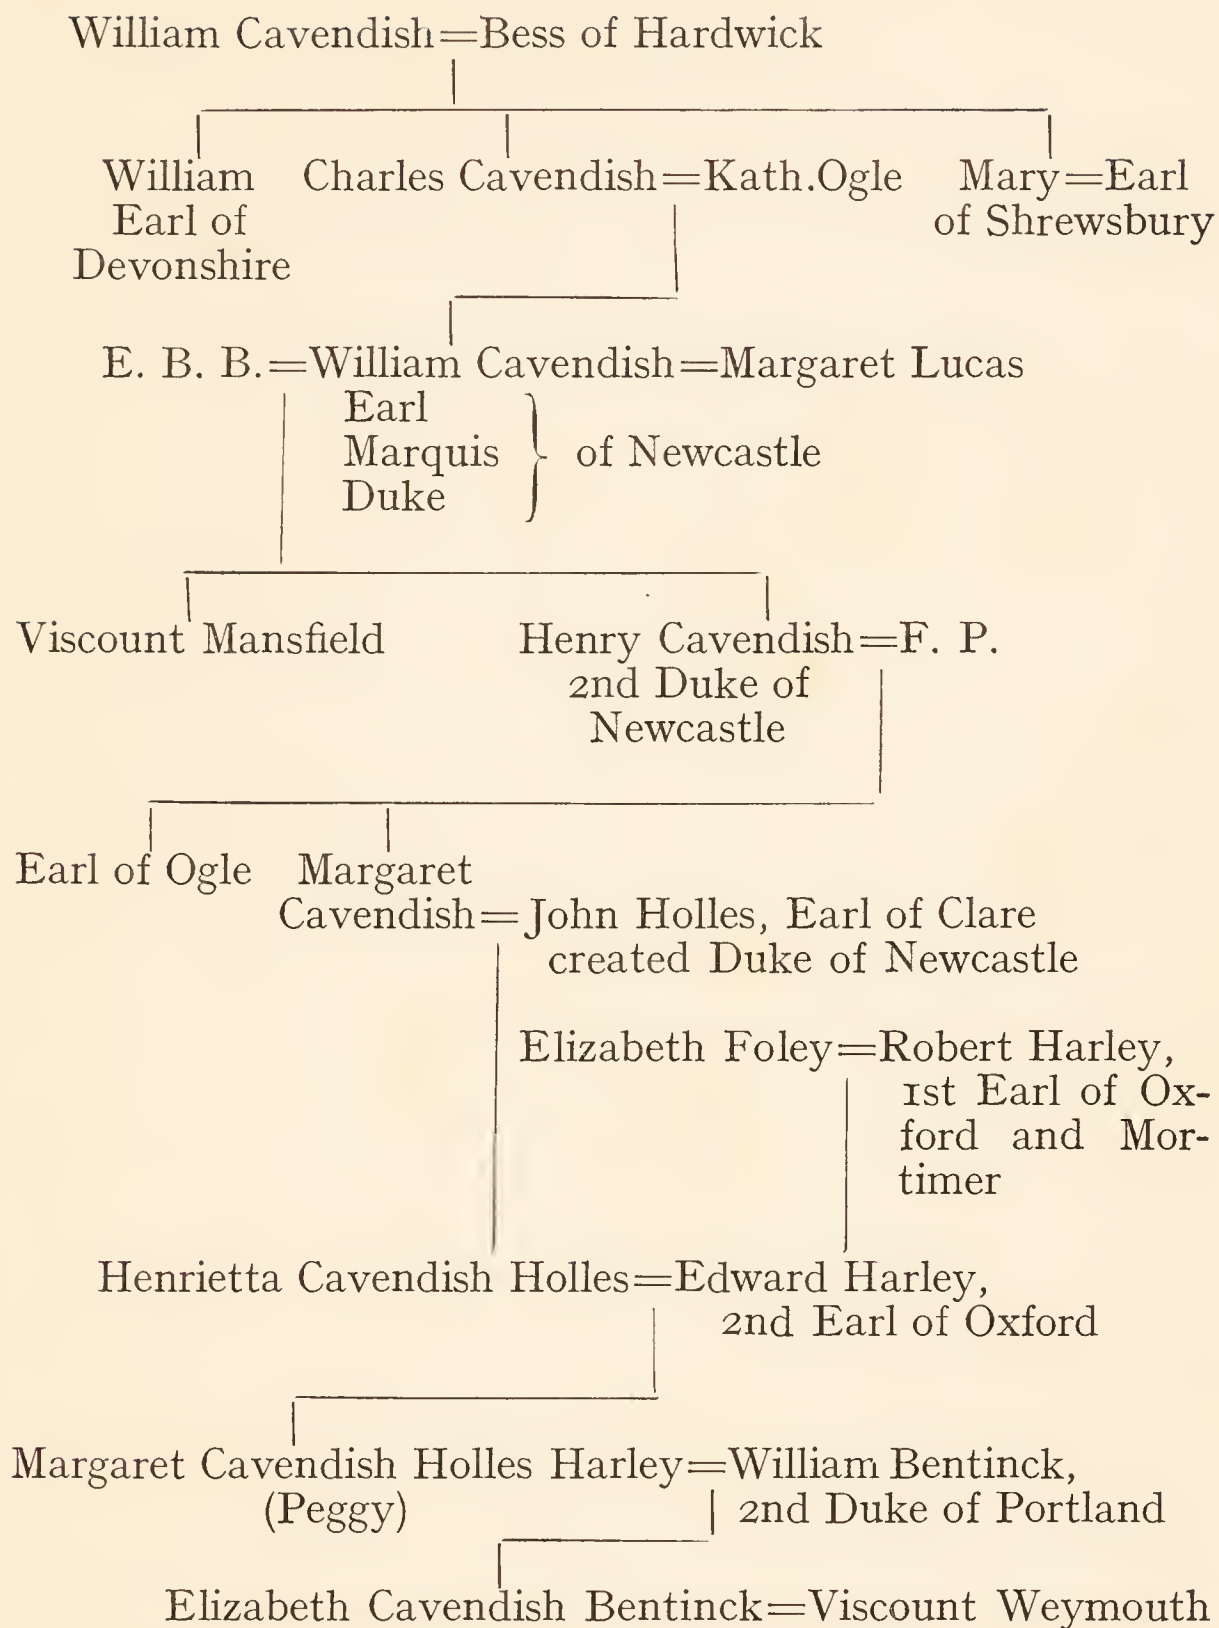 William Cavendish=Bess of Hardwick
William Charles Cavendish=Kath.Ogle Mary=Earl
Earl of of Shrewsbury
Devonshire
E. B. B.=William Cavendish=Margaret Lucas
Earl
Marquis } of Newcastle
Duke
Viscount Mansfield Henry Cavendish=F. P.
2nd Duke of
Newcastle
Earl of Ogle Margaret
Cavendish=John Holles, Earl of Clare
created Duke of Newcastle
Elizabeth Foley=Robert Harley,
1st Earl of Ox-
ford and Mor-
timer
Henrietta Cavendish Holles=Edward Harley,
2nd Earl of Oxford
Margaret Cavendish Holles Harley=William Bentinck,
(Peggy) 2nd Duke of Portland
Elizabeth Cavendish Bentinck=Viscount Weymouth